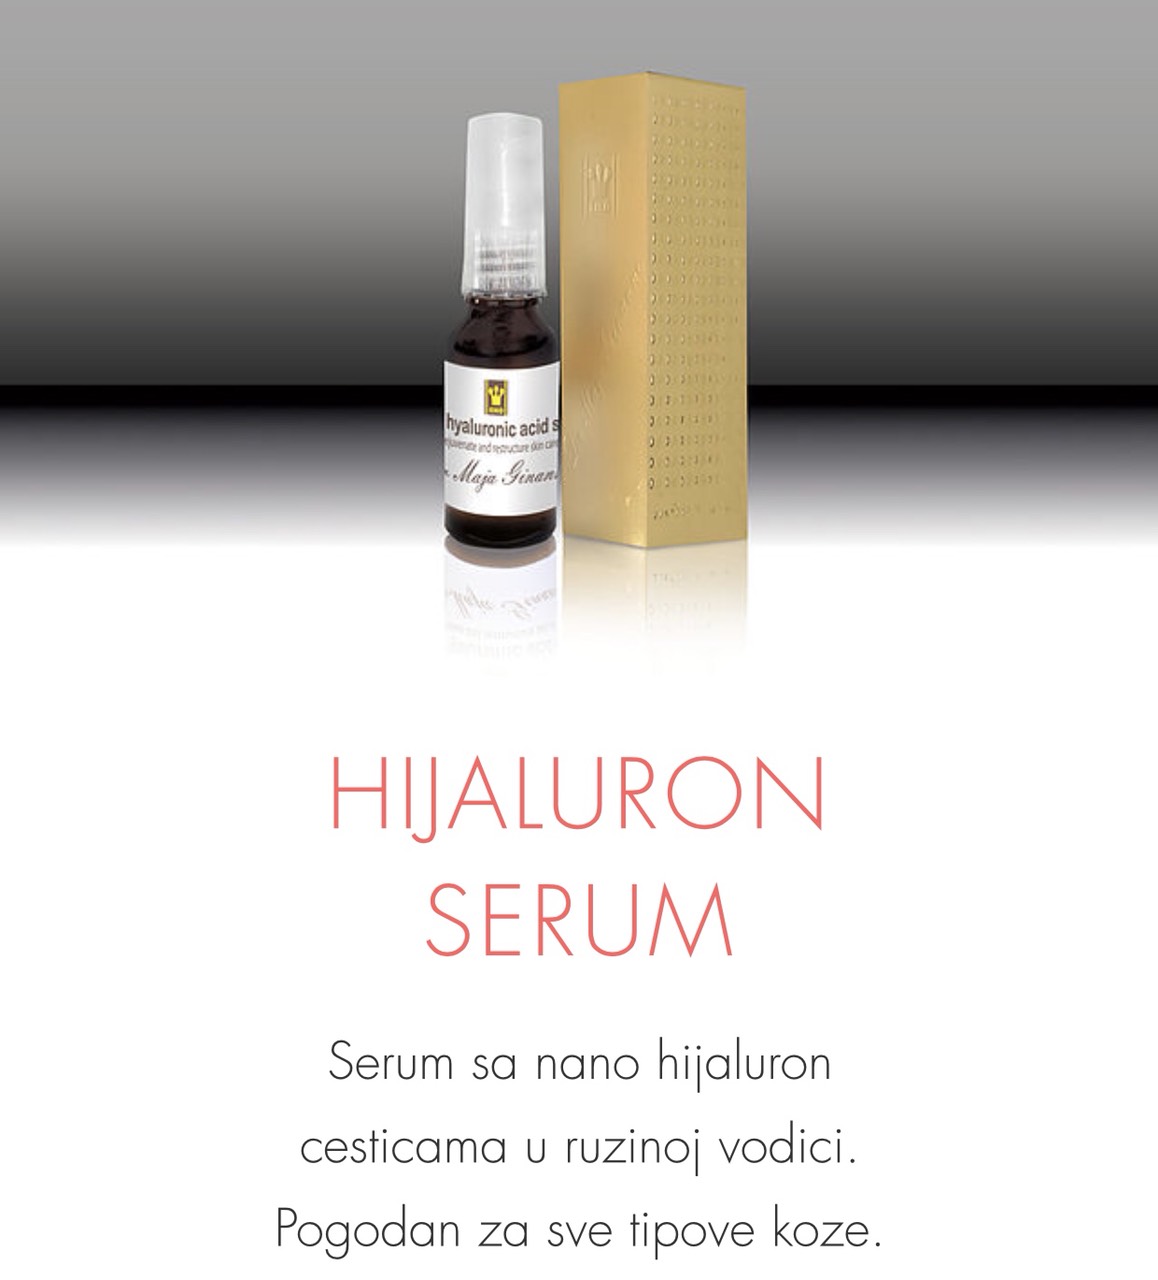 hyaluronic acid s
Maja Ginan
HIJALURON
SERUM
Serum sa nano hijaluron
cesticama u ruzinoj vodici.
Pogodan za sve tipove koze.